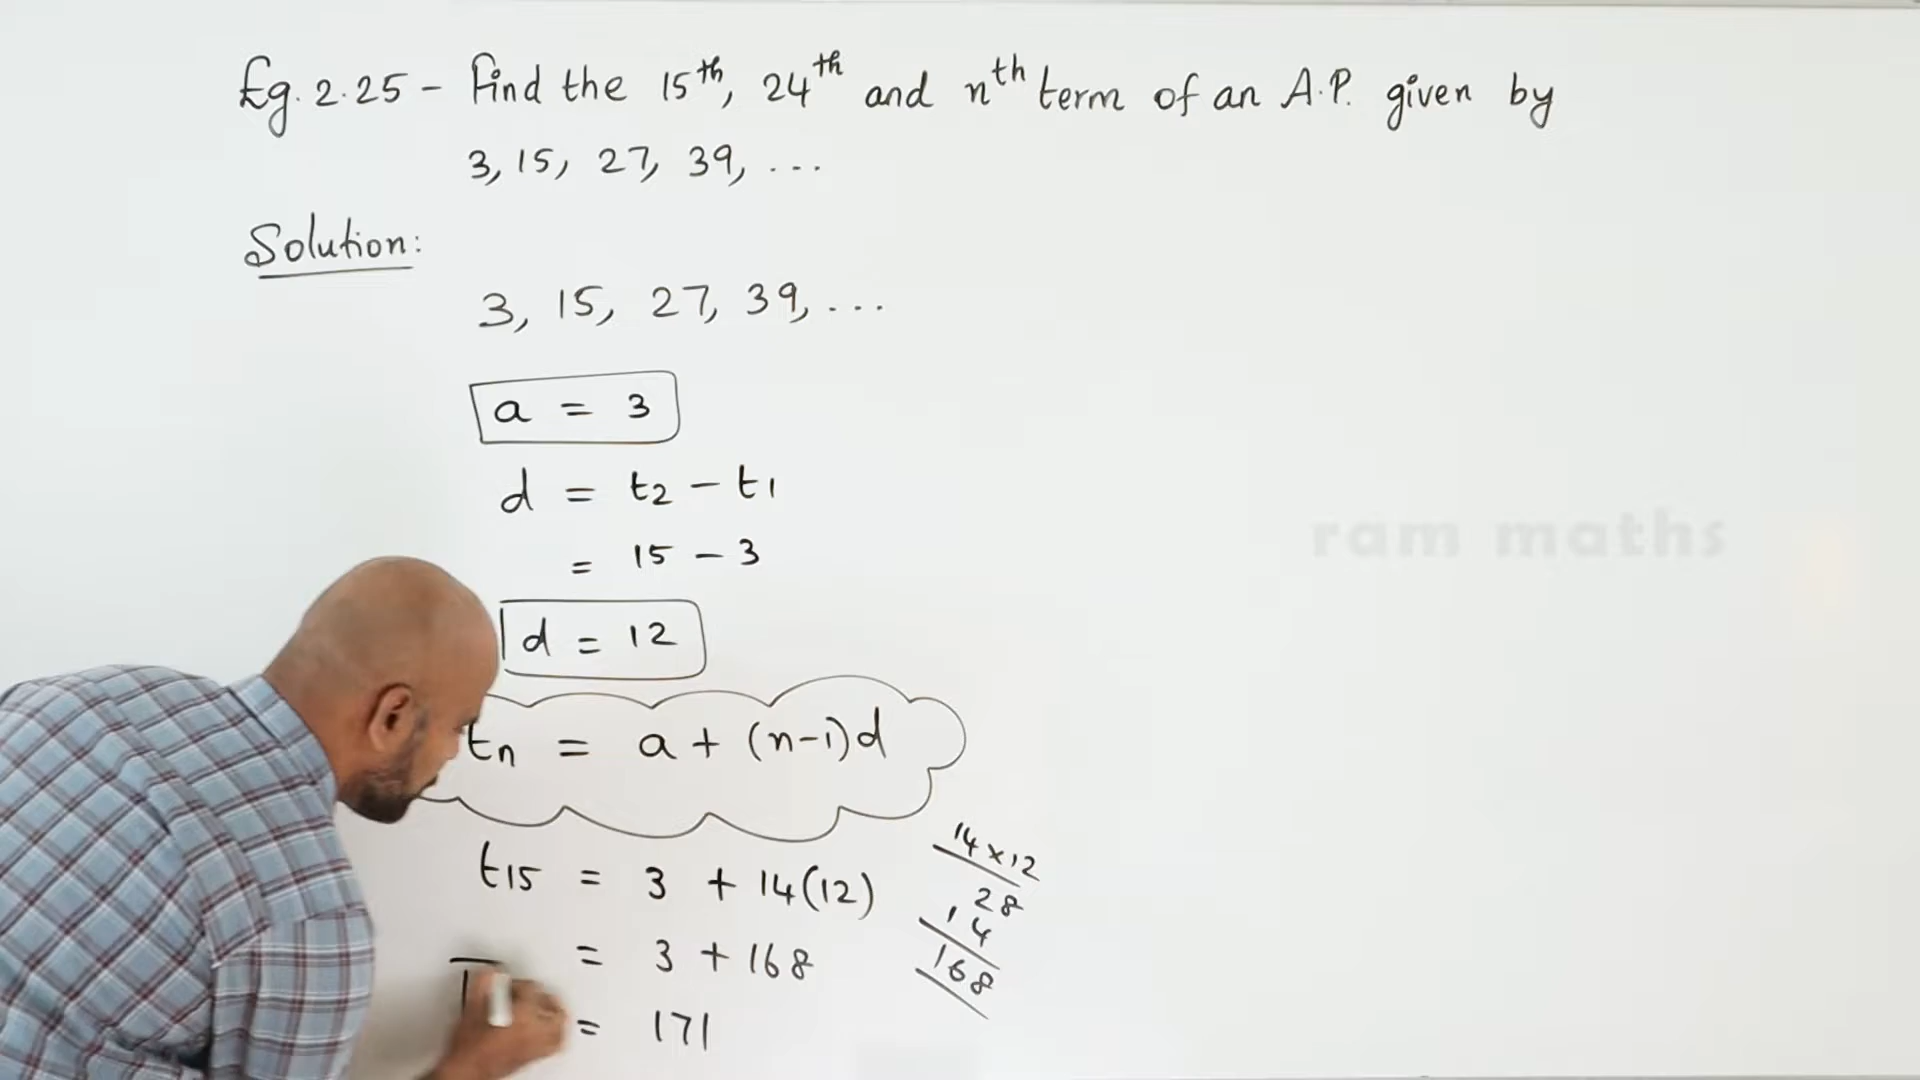 Eg. 2.25 - Find the 15th, 24th and nth term of an A.P. given by
3, 15, 27, 39, ...
Solution:
3, 15, 27, 39, ...
a = 3
d = t2 - t1
= 15 - 3
d = 12
tn = a + (n-1)d
t15 = 3 + 14(12)
= 3 + 168
= 171
14 x 12
28
14
168
ram maths